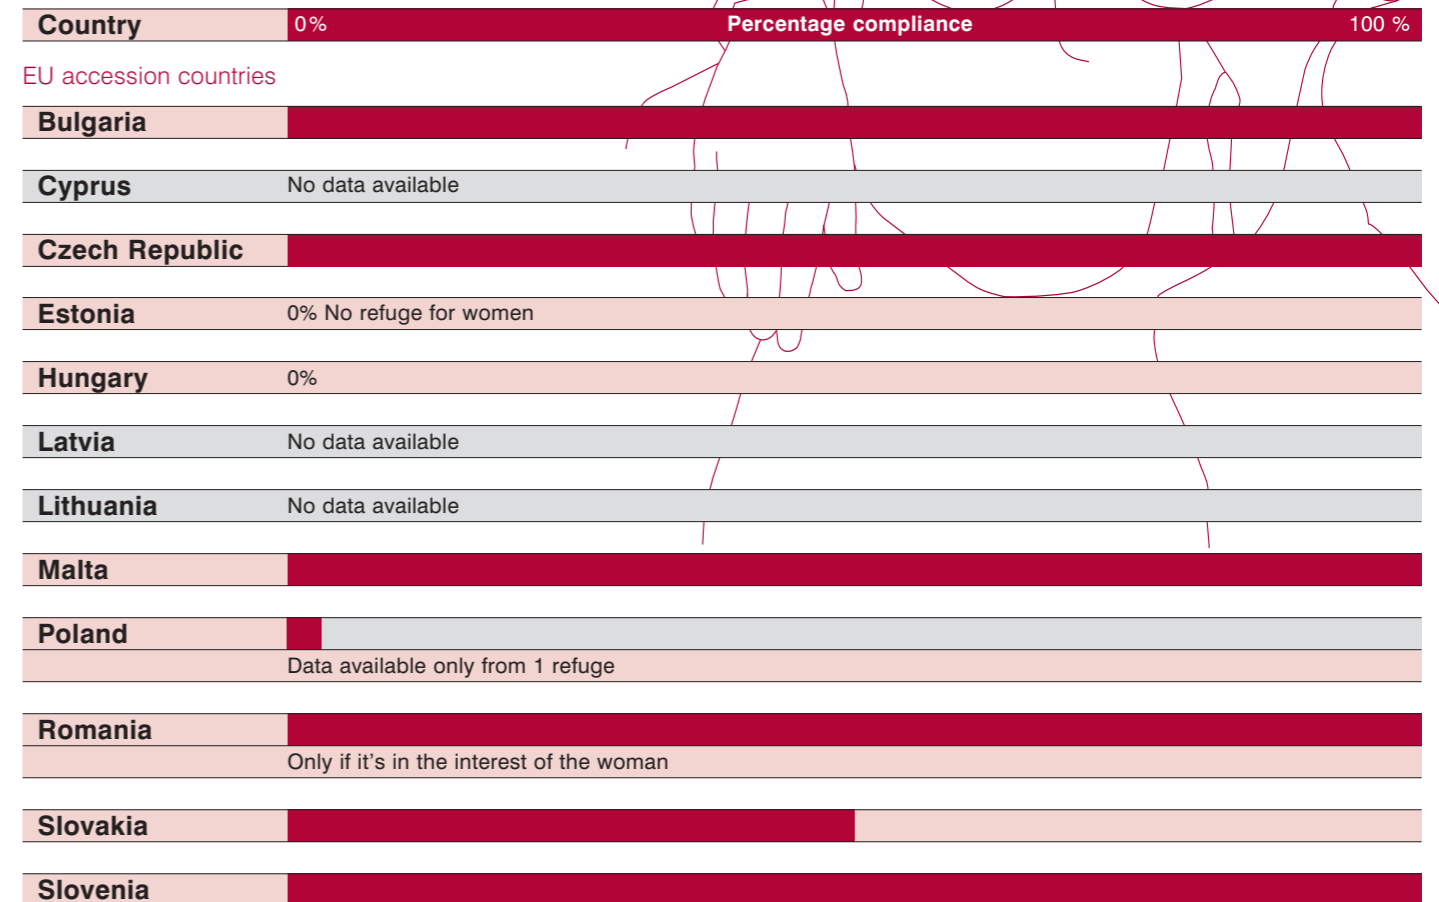 Country 0% Percentage compliance 100 %
EU accession countries
Bulgaria
Cyprus No data available
Czech Republic
Estonia 0% No refuge for women
Hungary 0%
Latvia No data available
Lithuania No data available
Malta
Poland
Data available only from 1 refuge
Romania
Only if it's in the interest of the woman
Slovakia
Slovenia